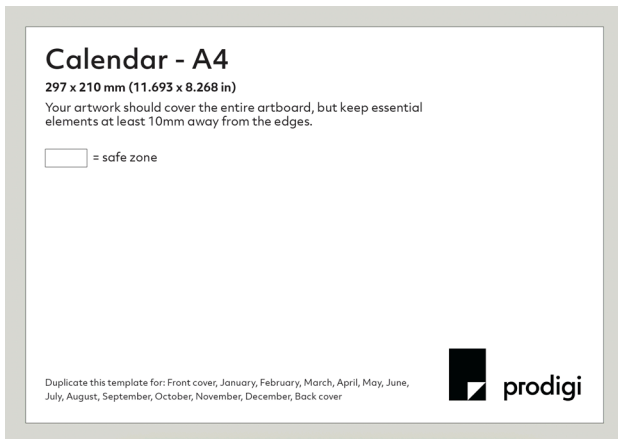 Calendar - A4
297 x 210 mm (11.693 x 8.268 in)
Your artwork should cover the entire artboard, but keep essential
elements at least 10mm away from the edges.
= safe zone
Duplicate this template for: Front cover, January, February, March, April, May, June,
July, August, September, October, November, December, Back cover
prodigi